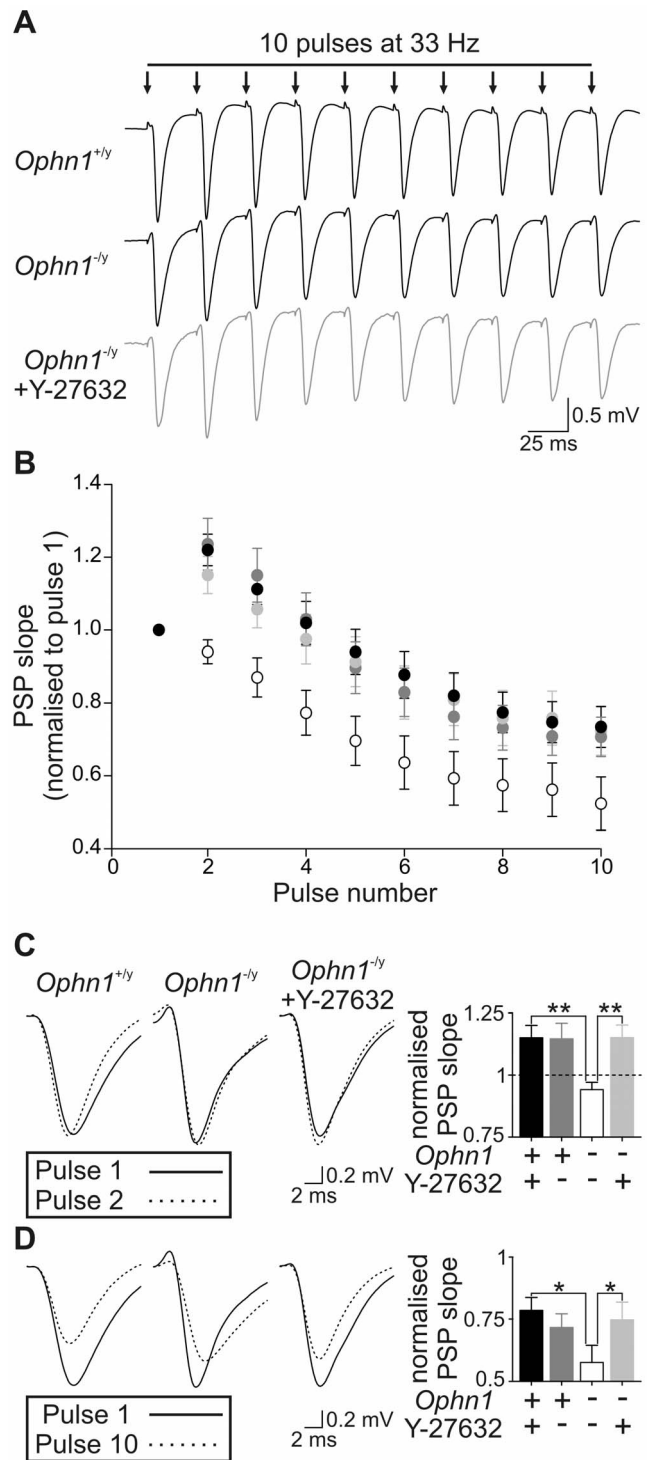 A
10 pulses at 33 Hz
Ophn1+/y
Ophn1-/y
Ophn1-/y
+Y-27632
0.5 mV
25 ms
B
PSP slope
(normalised to pulse 1)
1.4
1.2
1.0
0.8
0.6
0.4
0
2
4
6
8
10
Pulse number
C
Ophn1+/y
Ophn1-/y
Ophn1-/y
+Y-27632
Pulse 1
Pulse 2
0.2 mV
2 ms
normalised
PSP slope
1.25
1
0.75
** **
Ophn1 + + - -
Y-27632 + - - +
D
Pulse 1
Pulse 10
0.2 mV
2 ms
normalised
PSP slope
1
0.75
0.5
* *
Ophn1 + + - -
Y-27632 + - - +